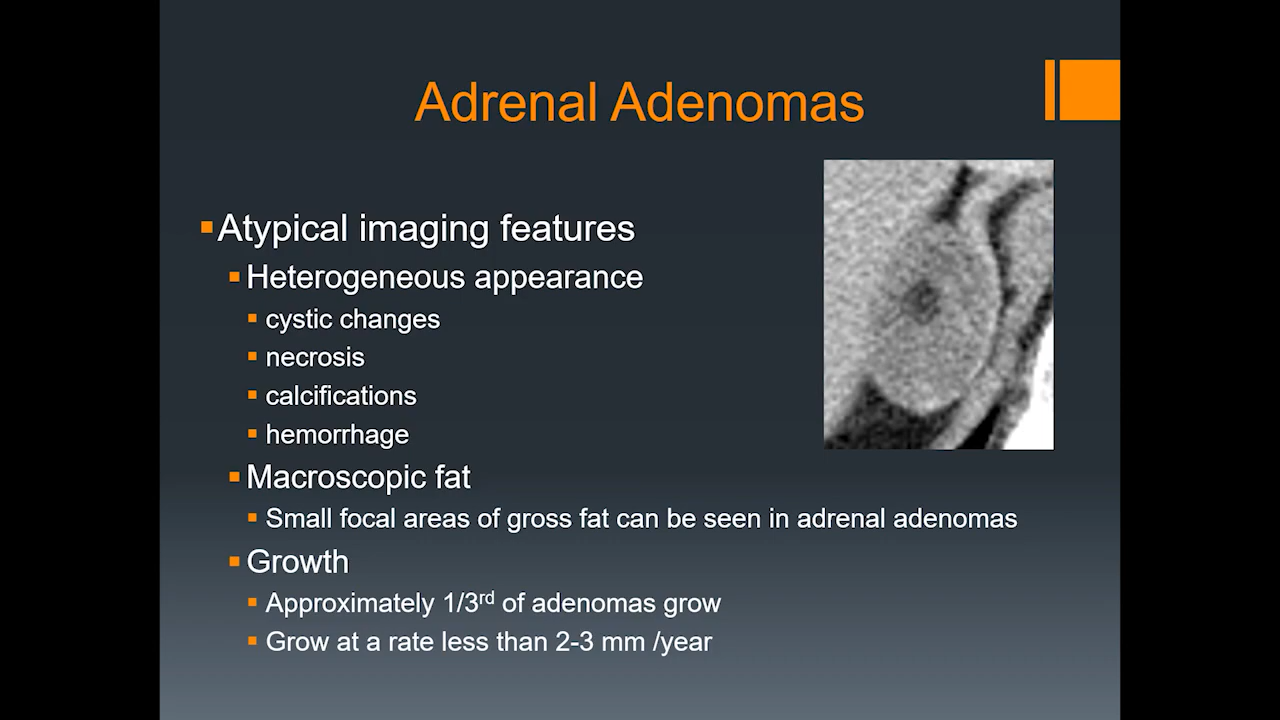 Adrenal Adenomas
Atypical imaging features
Heterogeneous appearance
cystic changes
necrosis
calcifications
hemorrhage
Macroscopic fat
Small focal areas of gross fat can be seen in adrenal adenomas
Growth
Approximately 1/3rd of adenomas grow
Grow at a rate less than 2-3 mm /year